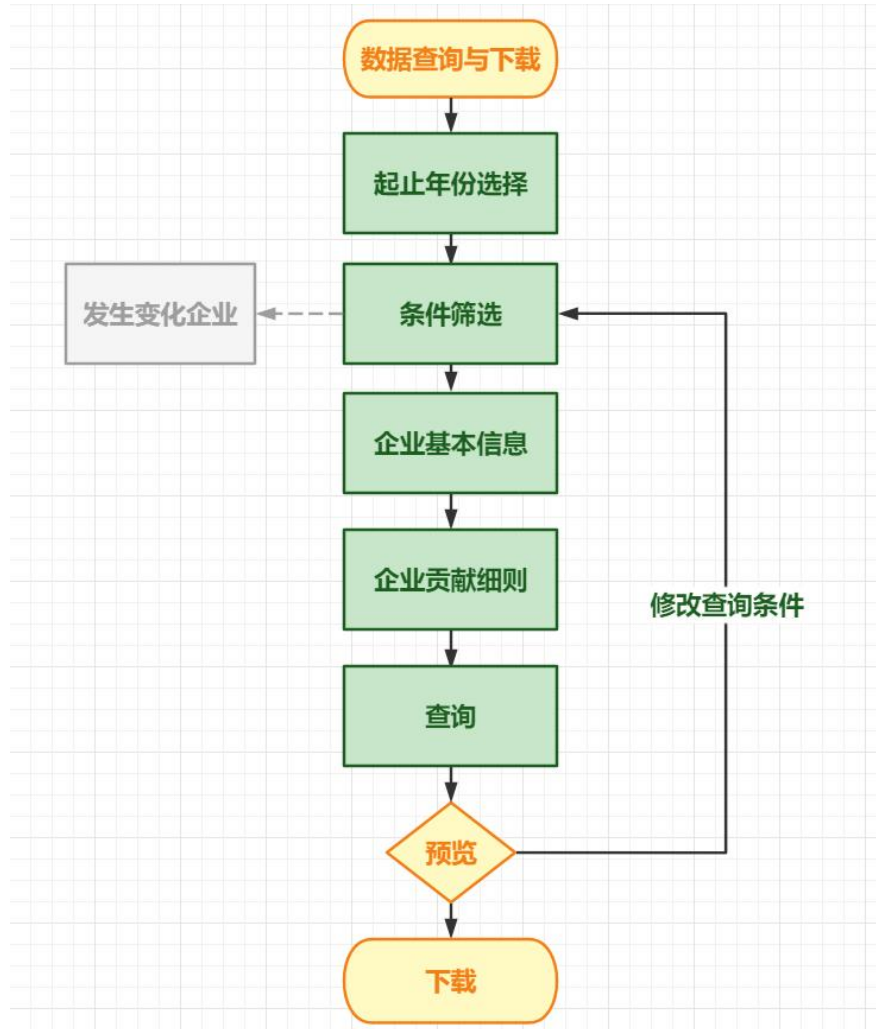 数据查询与下载
起止年份选择
发生变化企业
条件筛选
企业基本信息
企业贡献细则
修改查询条件
查询
预览
下载